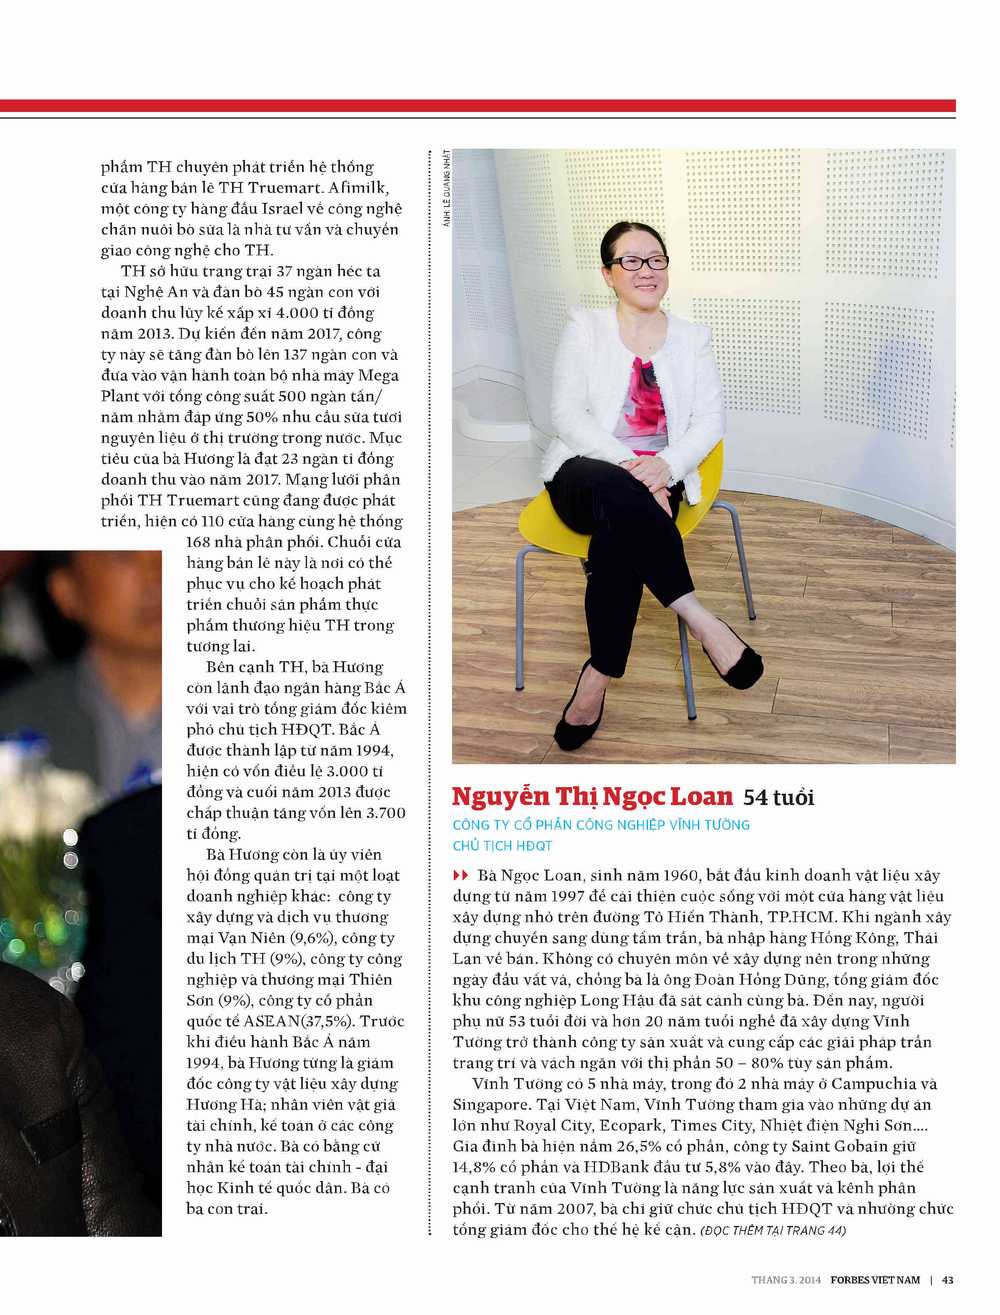 phẩm TH chuyên phát triển hệ thống
cửa hàng bán lẻ TH Truemart. Afimilk,
một công ty hàng đầu Israel về công nghệ
chăn nuôi bò sữa là nhà tư vấn và chuyển
giao công nghệ cho TH.
TH sở hữu trang trại 37 ngàn héc ta
tại Nghệ An và đàn bò 45 ngàn con với
doanh thu lũy kế xấp xỉ 4.000 tỉ đồng
năm 2013. Dự kiến đến năm 2017, công
ty này sẽ tăng đàn bò lên 137 ngàn con và
đưa vào vận hành toàn bộ nhà máy Mega
Plant với tổng công suất 500 ngàn tấn/
năm nhằm đáp ứng 50% nhu cầu sữa tươi
nguyên liệu ở thị trường trong nước. Mục
tiêu của bà Hương là đạt 23 ngàn tỉ đồng
doanh thu vào năm 2017. Mạng lưới phân
phối TH Truemart cũng đang được phát
triển, hiện có 110 cửa hàng cùng hệ thống
168 nhà phân phối. Chuỗi cửa
hàng bán lẻ này là nơi có thể
phục vụ cho kế hoạch phát
triển chuỗi sản phẩm thực
phẩm thương hiệu TH trong
tương lai.
Bên cạnh TH, bà Hương
còn lãnh đạo ngân hàng Bắc Á
với vai trò tổng giám đốc kiêm
phó chủ tịch HĐQT. Bắc Á
được thành lập từ năm 1994,
hiện có vốn điều lệ 3.000 tỉ
đồng và cuối năm 2013 được
chấp thuận tăng vốn lên 3.700
tỉ đồng.
Bà Hương còn là ủy viên
hội đồng quản trị tại một loạt
doanh nghiệp khác: công ty
xây dựng và dịch vụ thương
mại Vạn Niên (9,6%), công ty
du lịch TH (9%), công ty công
nghiệp và thương mại Thiên
Sơn (9%), công ty cổ phần
quốc tế ASEAN(37,5%). Trước
khi điều hành Bắc Á năm
1994, bà Hương từng là giám
đốc công ty vật liệu xây dựng
Hương Hà; nhân viên vật giá
tài chính, kế toán ở các công
ty nhà nước. Bà có bằng cử
nhân kế toán tài chính - đại
học Kinh tế quốc dân. Bà có
ba con trai.
ẢNH: LÊ QUANG NHẬT
Nguyễn Thị Ngọc Loan 54 tuổi
CÔNG TY CỔ PHẦN CÔNG NGHIỆP VĨNH TƯỜNG
CHỦ TỊCH HĐQT
Bà Ngọc Loan, sinh năm 1960, bắt đầu kinh doanh vật liệu xây
dựng từ năm 1997 để cải thiện cuộc sống với một cửa hàng vật liệu
xây dựng nhỏ trên đường Tô Hiến Thành, TP.HCM. Khi ngành xây
dựng chuyển sang dùng tấm trần, bà nhập hàng Hồng Kông, Thái
Lan về bán. Không có chuyên môn về xây dựng nên trong những
ngày đầu vất vả, chồng bà là ông Đoàn Hồng Dũng, tổng giám đốc
khu công nghiệp Long Hậu đã sát cánh cùng bà. Đến nay, người
phụ nữ 53 tuổi đời và hơn 20 năm tuổi nghề đã xây dựng Vĩnh
Tường trở thành công ty sản xuất và cung cấp các giải pháp trần
trang trí và vách ngăn với thị phần 50 – 80% tùy sản phẩm.
Vĩnh Tường có 5 nhà máy, trong đó 2 nhà máy ở Campuchia và
Singapore. Tại Việt Nam, Vĩnh Tường tham gia vào những dự án
lớn như Royal City, Ecopark, Times City, Nhiệt điện Nghi Sơn....
Gia đình bà hiện nắm 26,5% cổ phần, công ty Saint Gobain giữ
14,8% cổ phần và HDBank đầu tư 5,8% vào đây. Theo bà, lợi thế
cạnh tranh của Vĩnh Tường là năng lực sản xuất và kênh phân
phối. Từ năm 2007, bà chỉ giữ chức chủ tịch HĐQT và nhường chức
tổng giám đốc cho thế hệ kế cận. (ĐỌC THÊM TẠI TRANG 44)
THÁNG 3. 2014 FORBES VIỆT NAM | 43